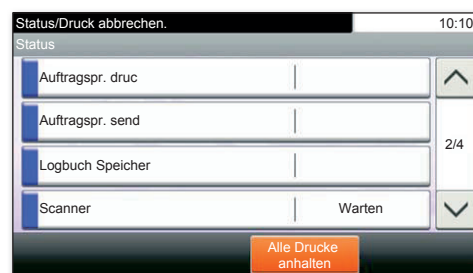 Status/Druck abbrechen.
10:10
Status
Auftragspr. druc
Auftragspr. send
2/4
Logbuch Speicher
Scanner
Warten
Alle Drucke
anhalten